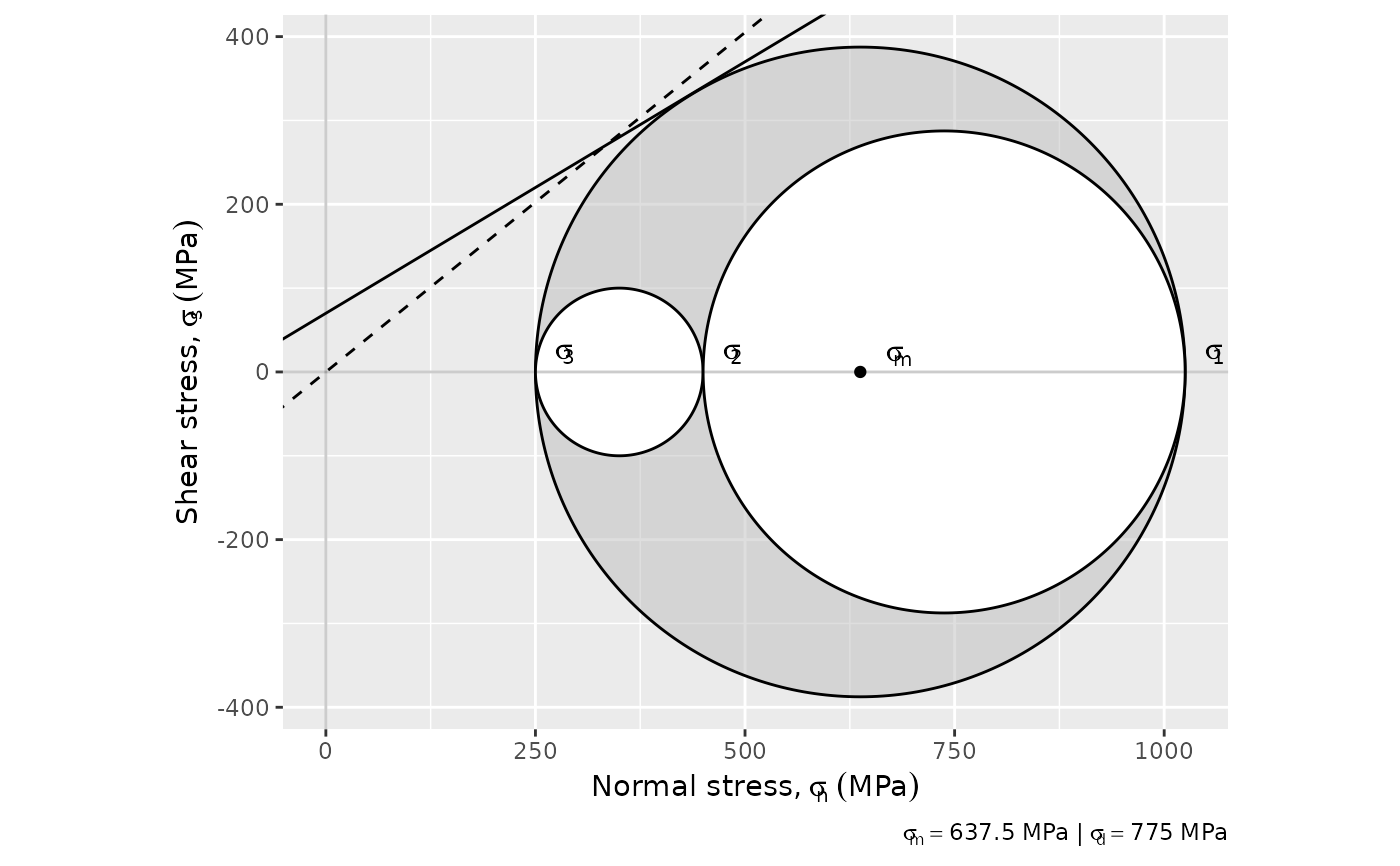 400
200
0
-200
-400
Shear stress, σs (MPa)
σ3 σ2 σm σ1
0 250 500 750 1000
Normal stress, σn (MPa)
σm = 637.5 MPa | σd = 775 MPa